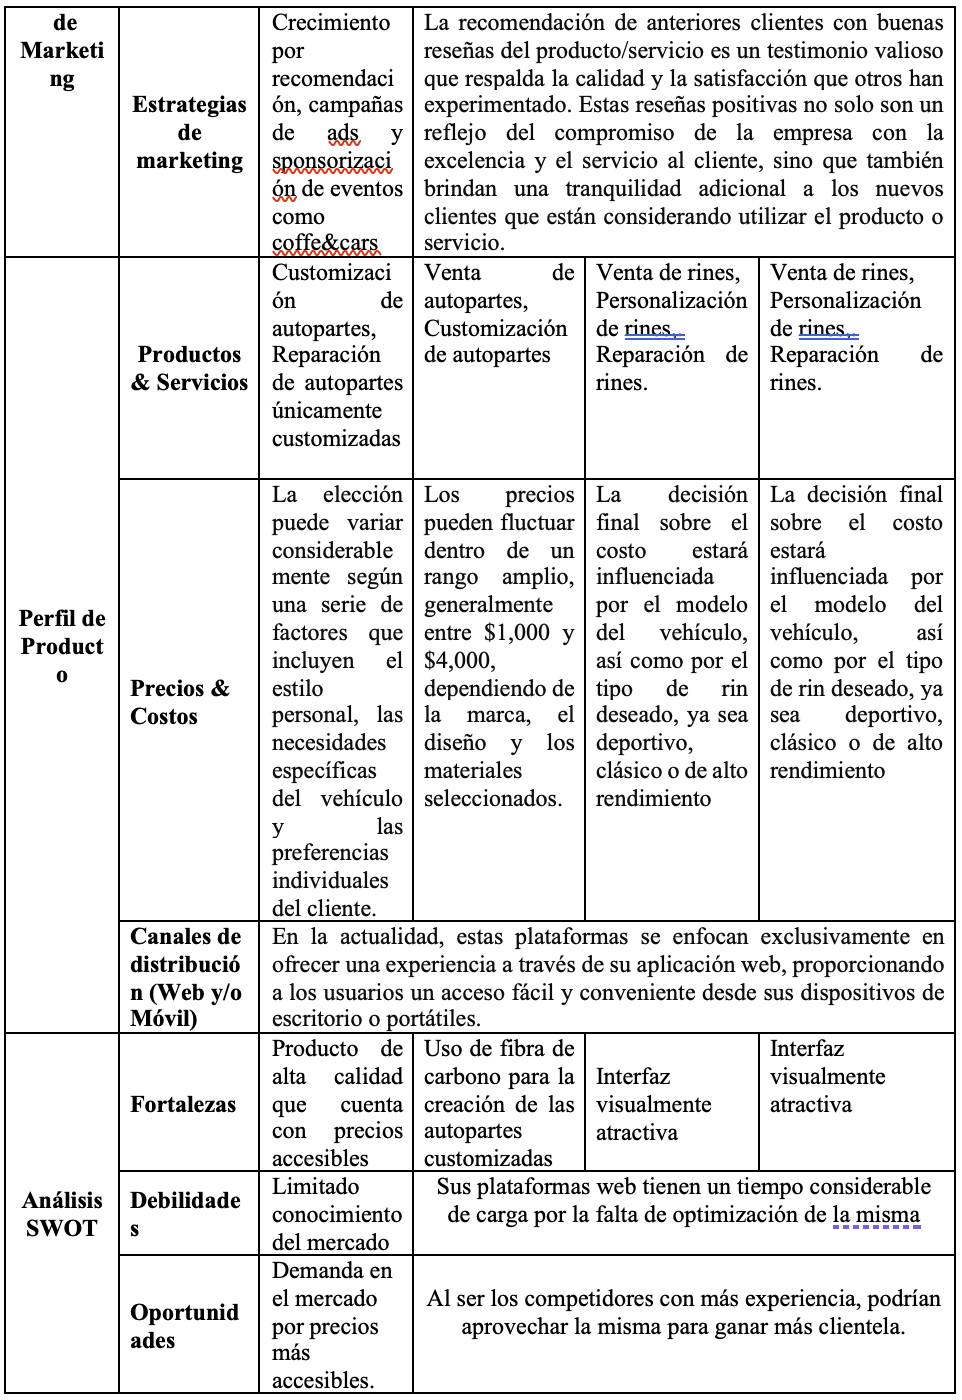 de
Marketi
ng
Estrategias
de
marketing
Crecimiento
por
recomendaci
ón, campañas
de ads y
sponsorizaci
ón de eventos
como
coffe&cars
La recomendación de anteriores clientes con buenas
reseñas del producto/servicio es un testimonio valioso
que respalda la calidad y la satisfacción que otros han
experimentado. Estas reseñas positivas no solo son un
reflejo del compromiso de la empresa con la
excelencia y el servicio al cliente, sino que también
brindan una tranquilidad adicional a los nuevos
clientes que están considerando utilizar el producto o
servicio.
Perfil de
Product
o
Productos
& Servicios
Customizaci
ón de
autopartes,
Reparación
de autopartes
únicamente
customizadas
Venta de
autopartes,
Customización
de autopartes
Venta de rines,
Personalización
de rines,.
Reparación de
rines.
Venta de rines,
Personalización
de rines,.
Reparación de
rines.
Precios &
Costos
La elección
puede variar
considerable
mente según
una serie de
factores que
incluyen el
estilo
personal, las
necesidades
específicas
del vehículo
y las
preferencias
individuales
del cliente.
Los precios
pueden fluctuar
dentro de un
rango amplio,
generalmente
entre $1,000 y
$4,000,
dependiendo de
la marca, el
diseño y los
materiales
seleccionados.
La decisión
final sobre el
costo estará
influenciada
por el modelo
del vehículo,
así como por el
tipo de rin
deseado, ya sea
deportivo,
clásico o de alto
rendimiento
La decisión final
sobre el costo
estará
influenciada por
el modelo del
vehículo, así
como por el tipo
de rin deseado, ya
sea deportivo,
clásico o de alto
rendimiento
Canales de
distribució
n (Web y/o
Móvil)
En la actualidad, estas plataformas se enfocan exclusivamente en
ofrecer una experiencia a través de su aplicación web, proporcionando
a los usuarios un acceso fácil y conveniente desde sus dispositivos de
escritorio o portátiles.
Análisis
SWOT
Fortalezas
Producto de
alta calidad
que cuenta
con precios
accesibles
Uso de fibra de
carbono para la
creación de las
autopartes
customizadas
Interfaz
visualmente
atractiva
Interfaz
visualmente
atractiva
Debilidade
s
Limitado
conocimiento
del mercado
Sus plataformas web tienen un tiempo considerable
de carga por la falta de optimización de la misma
Oportunid
ades
Demanda en
el mercado
por precios
más
accesibles.
Al ser los competidores con más experiencia, podrían
aprovechar la misma para ganar más clientela.